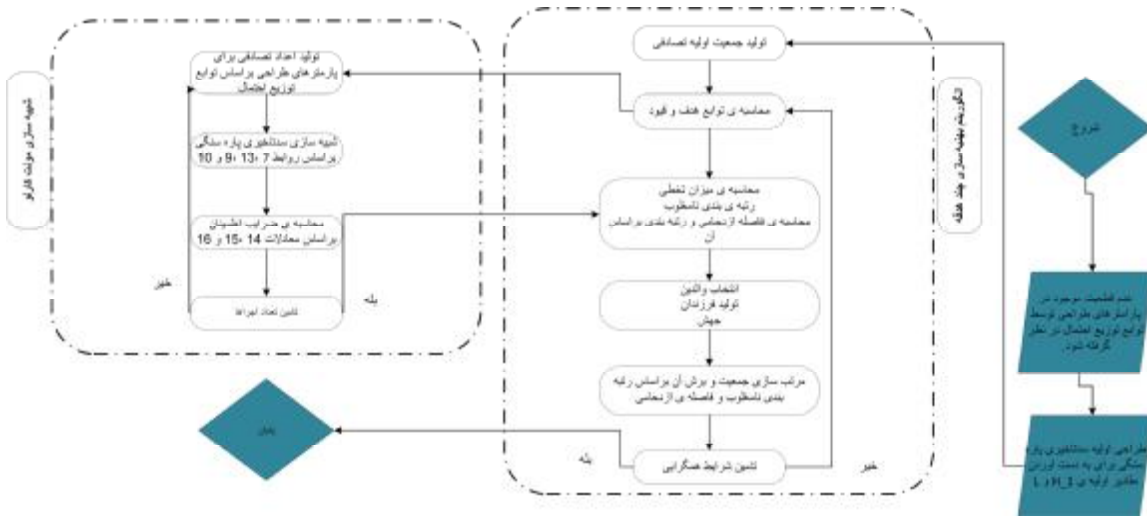 شروع
عدم قطعیت موجود در
پارامترهای طراحی توسط
توابع توزیع احتمال در نظر
گرفته شود.
طراحی اولیه سدتاخیری پاره
سنگی برای به دست اوردن
مقادیر اولیه ی H_1 و L
الگوریتم بهینه سازی چند هدفه
تولید جمعیت اولیه تصادفی
محاسبه ی توابع هدف و قیود
محاسبه ی میزان تخطی
رتبه ی بندی نامغلوب
محاسبه ی فاصله ازدحامی و رتبه بندی براساس
آن
انتخاب والدین
تولید فرزندان
جهش
مرتب سازی جمعیت و برش آن براساس رتبه
بندی نامغلوب و فاصله ی ازدحامی
تامین شرایط همگرایی
خیر
بله
شبیه سازی مونت کارلو
تولید اعداد تصادفی برای
پارمترهای طراحی براساس توابع
توزیع احتمال
شبیه سازی سدتاخیری پاره سنگی
براساس روابط 7 ،13 ،9 و 10
محاسبه ی ضرایب اطمینان
براساس معادلات 14 ،15 و 16
تامین تعداد اجراها
خیر
بله
پایان